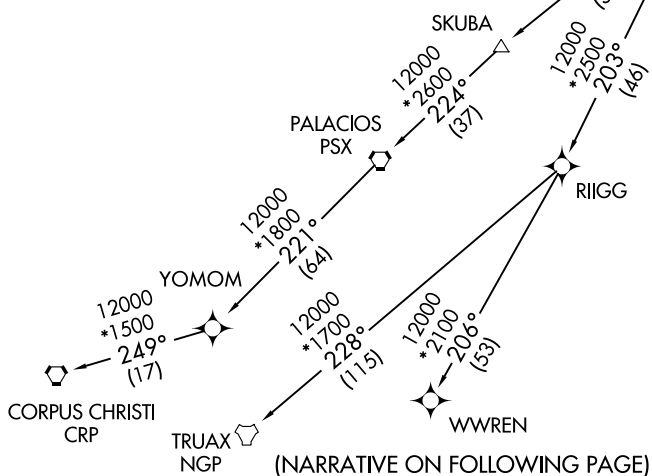 SKUBA
12000
*2600
224°
(37)
12000
*2500
203°
(46)
PALACIOS
PSX
RIIGG
12000
*1800
221°
(64)
YOMOM
12000
*1500
249°
(17)
12000
*1700
228°
(115)
12000
*2100
206°
(53)
CORPUS CHRISTI
CRP
TRUAX
NGP
WWREN
(NARRATIVE ON FOLLOWING PAGE)